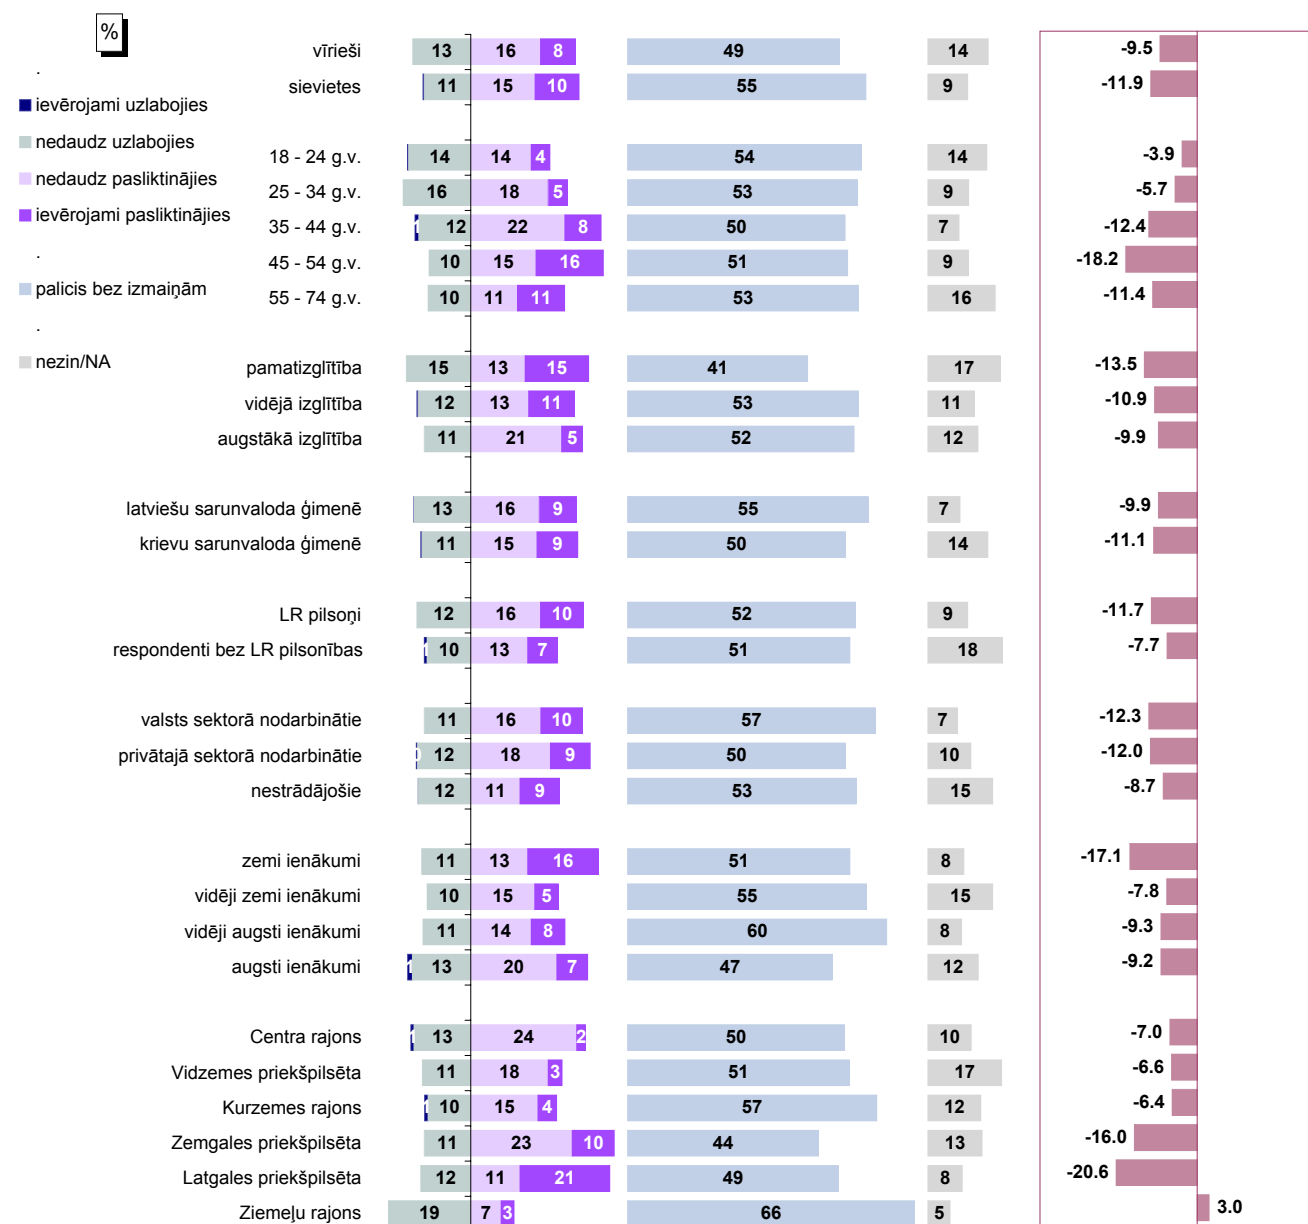 %
.
ievērojami uzlabojies
nedaudz uzlabojies
nedaudz pasliktinājies
ievērojami pasliktinājies
.
palicis bez izmaiņām
.
nezin/NA
vīrieši 13 16 8 49 14 -9.5
sievietes 11 15 10 55 9 -11.9
18 - 24 g.v. 14 14 4 54 14 -3.9
25 - 34 g.v. 16 18 5 53 9 -5.7
35 - 44 g.v. 1 12 22 8 50 7 -12.4
45 - 54 g.v. 10 15 16 51 9 -18.2
55 - 74 g.v. 10 11 11 53 16 -11.4
pamatizglītība 15 13 15 41 17 -13.5
vidējā izglītība 12 13 11 53 11 -10.9
augstākā izglītība 11 21 5 52 12 -9.9
latviešu sarunvaloda ģimenē 13 16 9 55 7 -9.9
krievu sarunvaloda ģimenē 11 15 9 50 14 -11.1
LR pilsoņi 12 16 10 52 9 -11.7
respondenti bez LR pilsonības 1 10 13 7 51 18 -7.7
valsts sektorā nodarbinātie 11 16 10 57 7 -12.3
privātajā sektorā nodarbinātie 0 12 18 9 50 10 -12.0
nestrādājošie 12 11 9 53 15 -8.7
zemi ienākumi 11 13 16 51 8 -17.1
vidēji zemi ienākumi 10 15 5 55 15 -7.8
vidēji augsti ienākumi 11 14 8 60 8 -9.3
augsti ienākumi 1 13 20 7 47 12 -9.2
Centra rajons 1 13 24 2 50 10 -7.0
Vidzemes priekšpilsēta 11 18 3 51 17 -6.6
Kurzemes rajons 1 10 15 4 57 12 -6.4
Zemgales priekšpilsēta 11 23 10 44 13 -16.0
Latgales priekšpilsēta 12 11 21 49 8 -20.6
Ziemeļu rajons 19 7 3 66 5 3.0